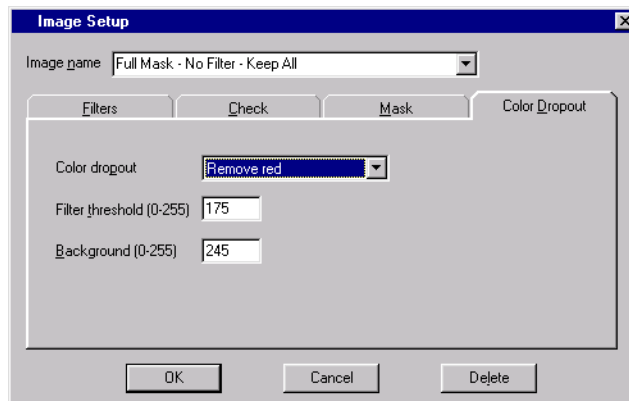 Image Setup
Image name Full Mask - No Filter - Keep All
Filters Check Mask Color Dropout
Color dropout Remove red
Filter threshold (0-255) 175
Background (0-255) 245
OK Cancel Delete